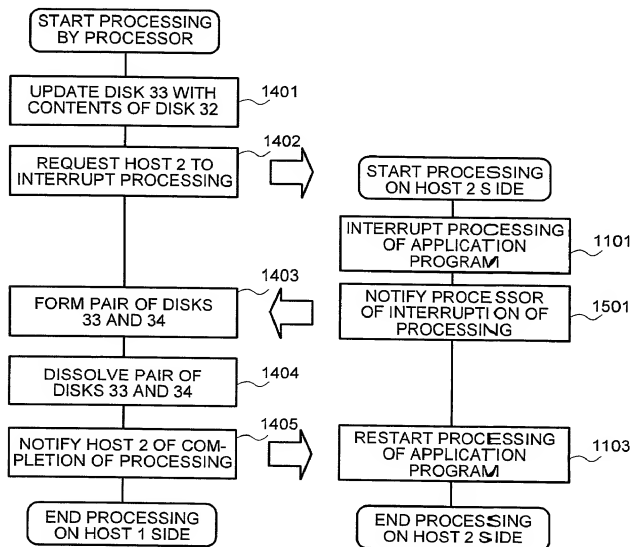 START PROCESSING
BY PROCESSOR
UPDATE DISK 33 WITH
CONTENTS OF DISK 32
1401
REQUEST HOST 2 TO
INTERRUPT PROCESSING
1402
START PROCESSING
ON HOST 2 SIDE
INTERRUPT PROCESSING
OF APPLICATION
PROGRAM
1101
FORM PAIR OF DISKS
33 AND 34
1403
NOTIFY PROCESSOR
OF INTERRUPTION OF
PROCESSING
1501
DISSOLVE PAIR OF
DISKS 33 AND 34
1404
NOTIFY HOST 2 OF COM-
PLETION OF PROCESSING
1405
RESTART PROCESSING
OF APPLICATION
PROGRAM
1103
END PROCESSING
ON HOST 1 SIDE
END PROCESSING
ON HOST 2 SIDE